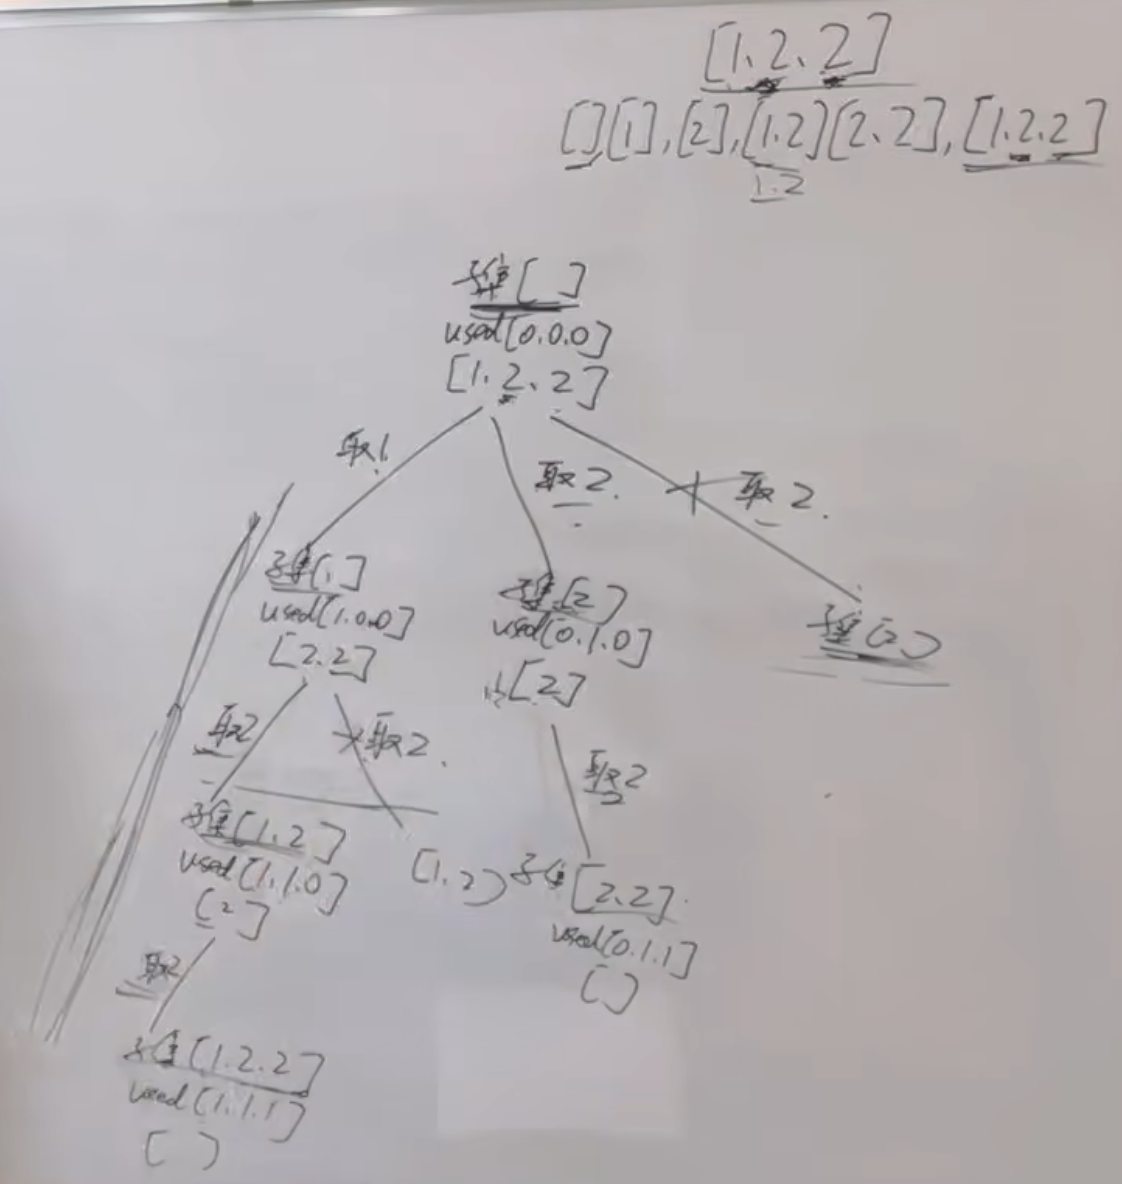 [1.2、2]
[],[1],[2],[1.2][2.2],[1.2.2]
1.2
子集[ ]
used[0.0.0]
[1.2、2]
取1
取2.
取2.
子集[1]
used[1.0.0]
[2.2]
子集[2]
used[0.1.0]
[2]
子集[2]
取2
取2.
取2
子集[1.2]
used[1.1.0]
[2]
[1.2]
子集[2.2]
used[0.1.1]
[ ]
取2
子集[1.2.2]
used[1.1.1]
[ ]